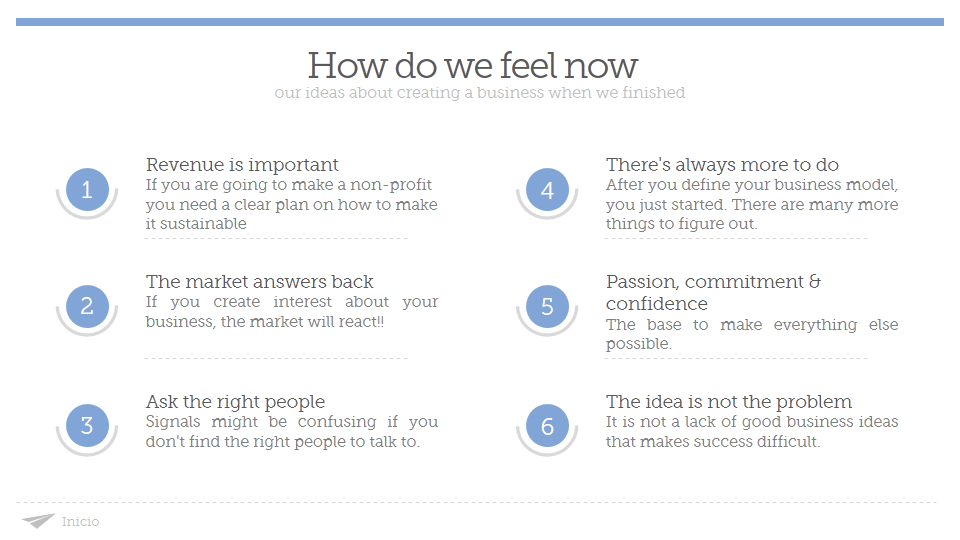 How do we feel now
our ideas about creating a business when we finished
1
Revenue is important
If you are going to make a non-profit
you need a clear plan on how to make
it sustainable
2
The market answers back
If you create interest about your
business, the market will react!!
3
Ask the right people
Signals might be confusing if you
don't find the right people to talk to.
4
There's always more to do
After you define your business model,
you just started. There are many more
things to figure out.
5
Passion, commitment &
confidence
The base to make everything else
possible.
6
The idea is not the problem
It is not a lack of good business ideas
that makes success difficult.
Inicio